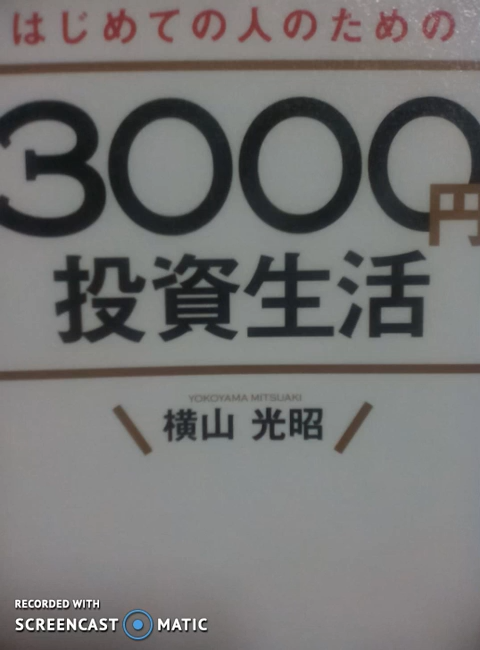 はじめての人のための
3000円
投資生活
YOKOYAMA MITSUAKI
横山 光昭
RECORDED WITH
SCREENCAST MATIC